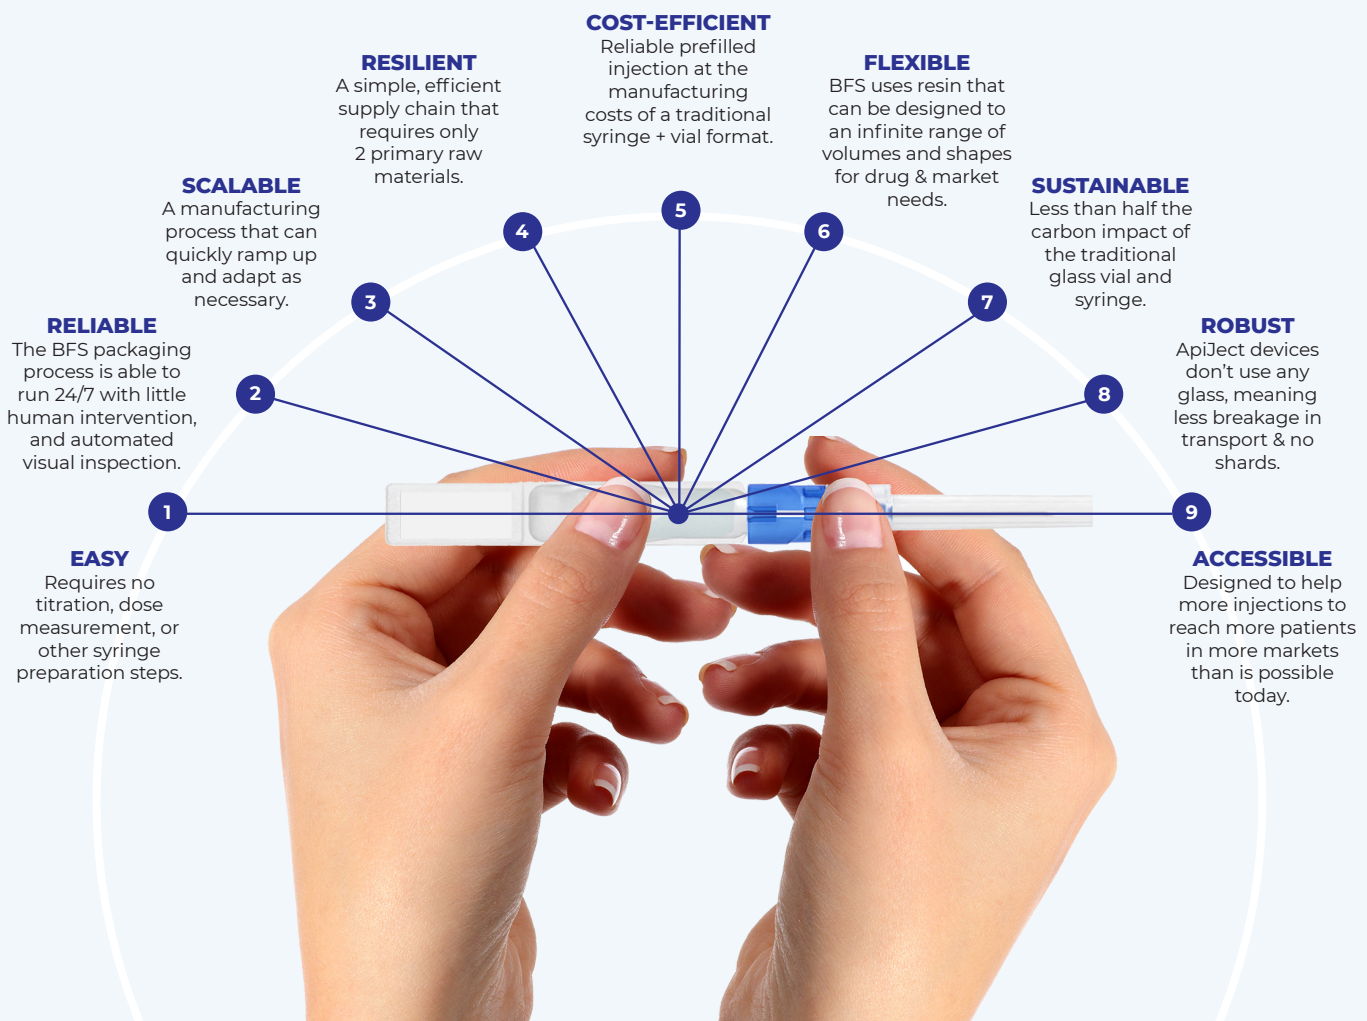 1
EASY
Requires no
titration, dose
measurement, or
other syringe
preparation steps.
2
RELIABLE
The BFS packaging
process is able to
run 24/7 with little
human intervention,
and automated
visual inspection.
3
SCALABLE
A manufacturing
process that can
quickly ramp up
and adapt as
necessary.
4
RESILIENT
A simple, efficient
supply chain that
requires only
2 primary raw
materials.
5
COST-EFFICIENT
Reliable prefilled
injection at the
manufacturing
costs of a traditional
syringe + vial format.
6
FLEXIBLE
BFS uses resin that
can be designed to
an infinite range of
volumes and shapes
for drug & market
needs.
7
SUSTAINABLE
Less than half the
carbon impact of
the traditional
glass vial and
syringe.
8
ROBUST
ApiJect devices
don’t use any
glass, meaning
less breakage in
transport & no
shards.
9
ACCESSIBLE
Designed to help
more injections to
reach more patients
in more markets
than is possible
today.